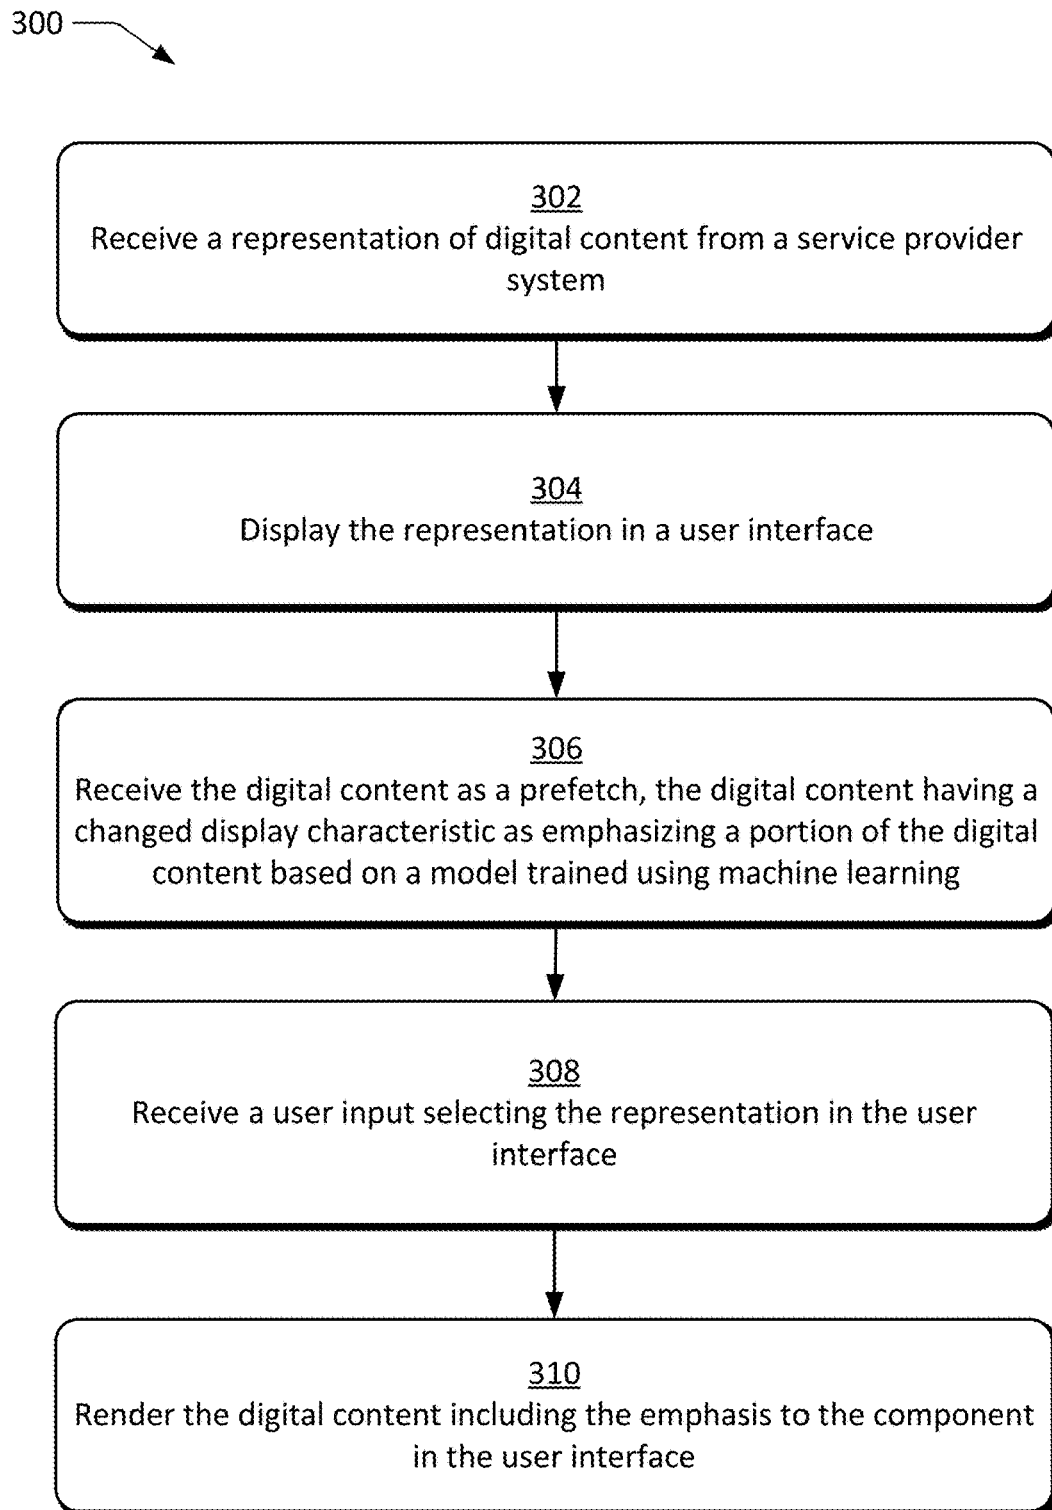 300
302
Receive a representation of digital content from a service provider
system
304
Display the representation in a user interface
306
Receive the digital content as a prefetch, the digital content having a
changed display characteristic as emphasizing a portion of the digital
content based on a model trained using machine learning
308
Receive a user input selecting the representation in the user
interface
310
Render the digital content including the emphasis to the component
in the user interface